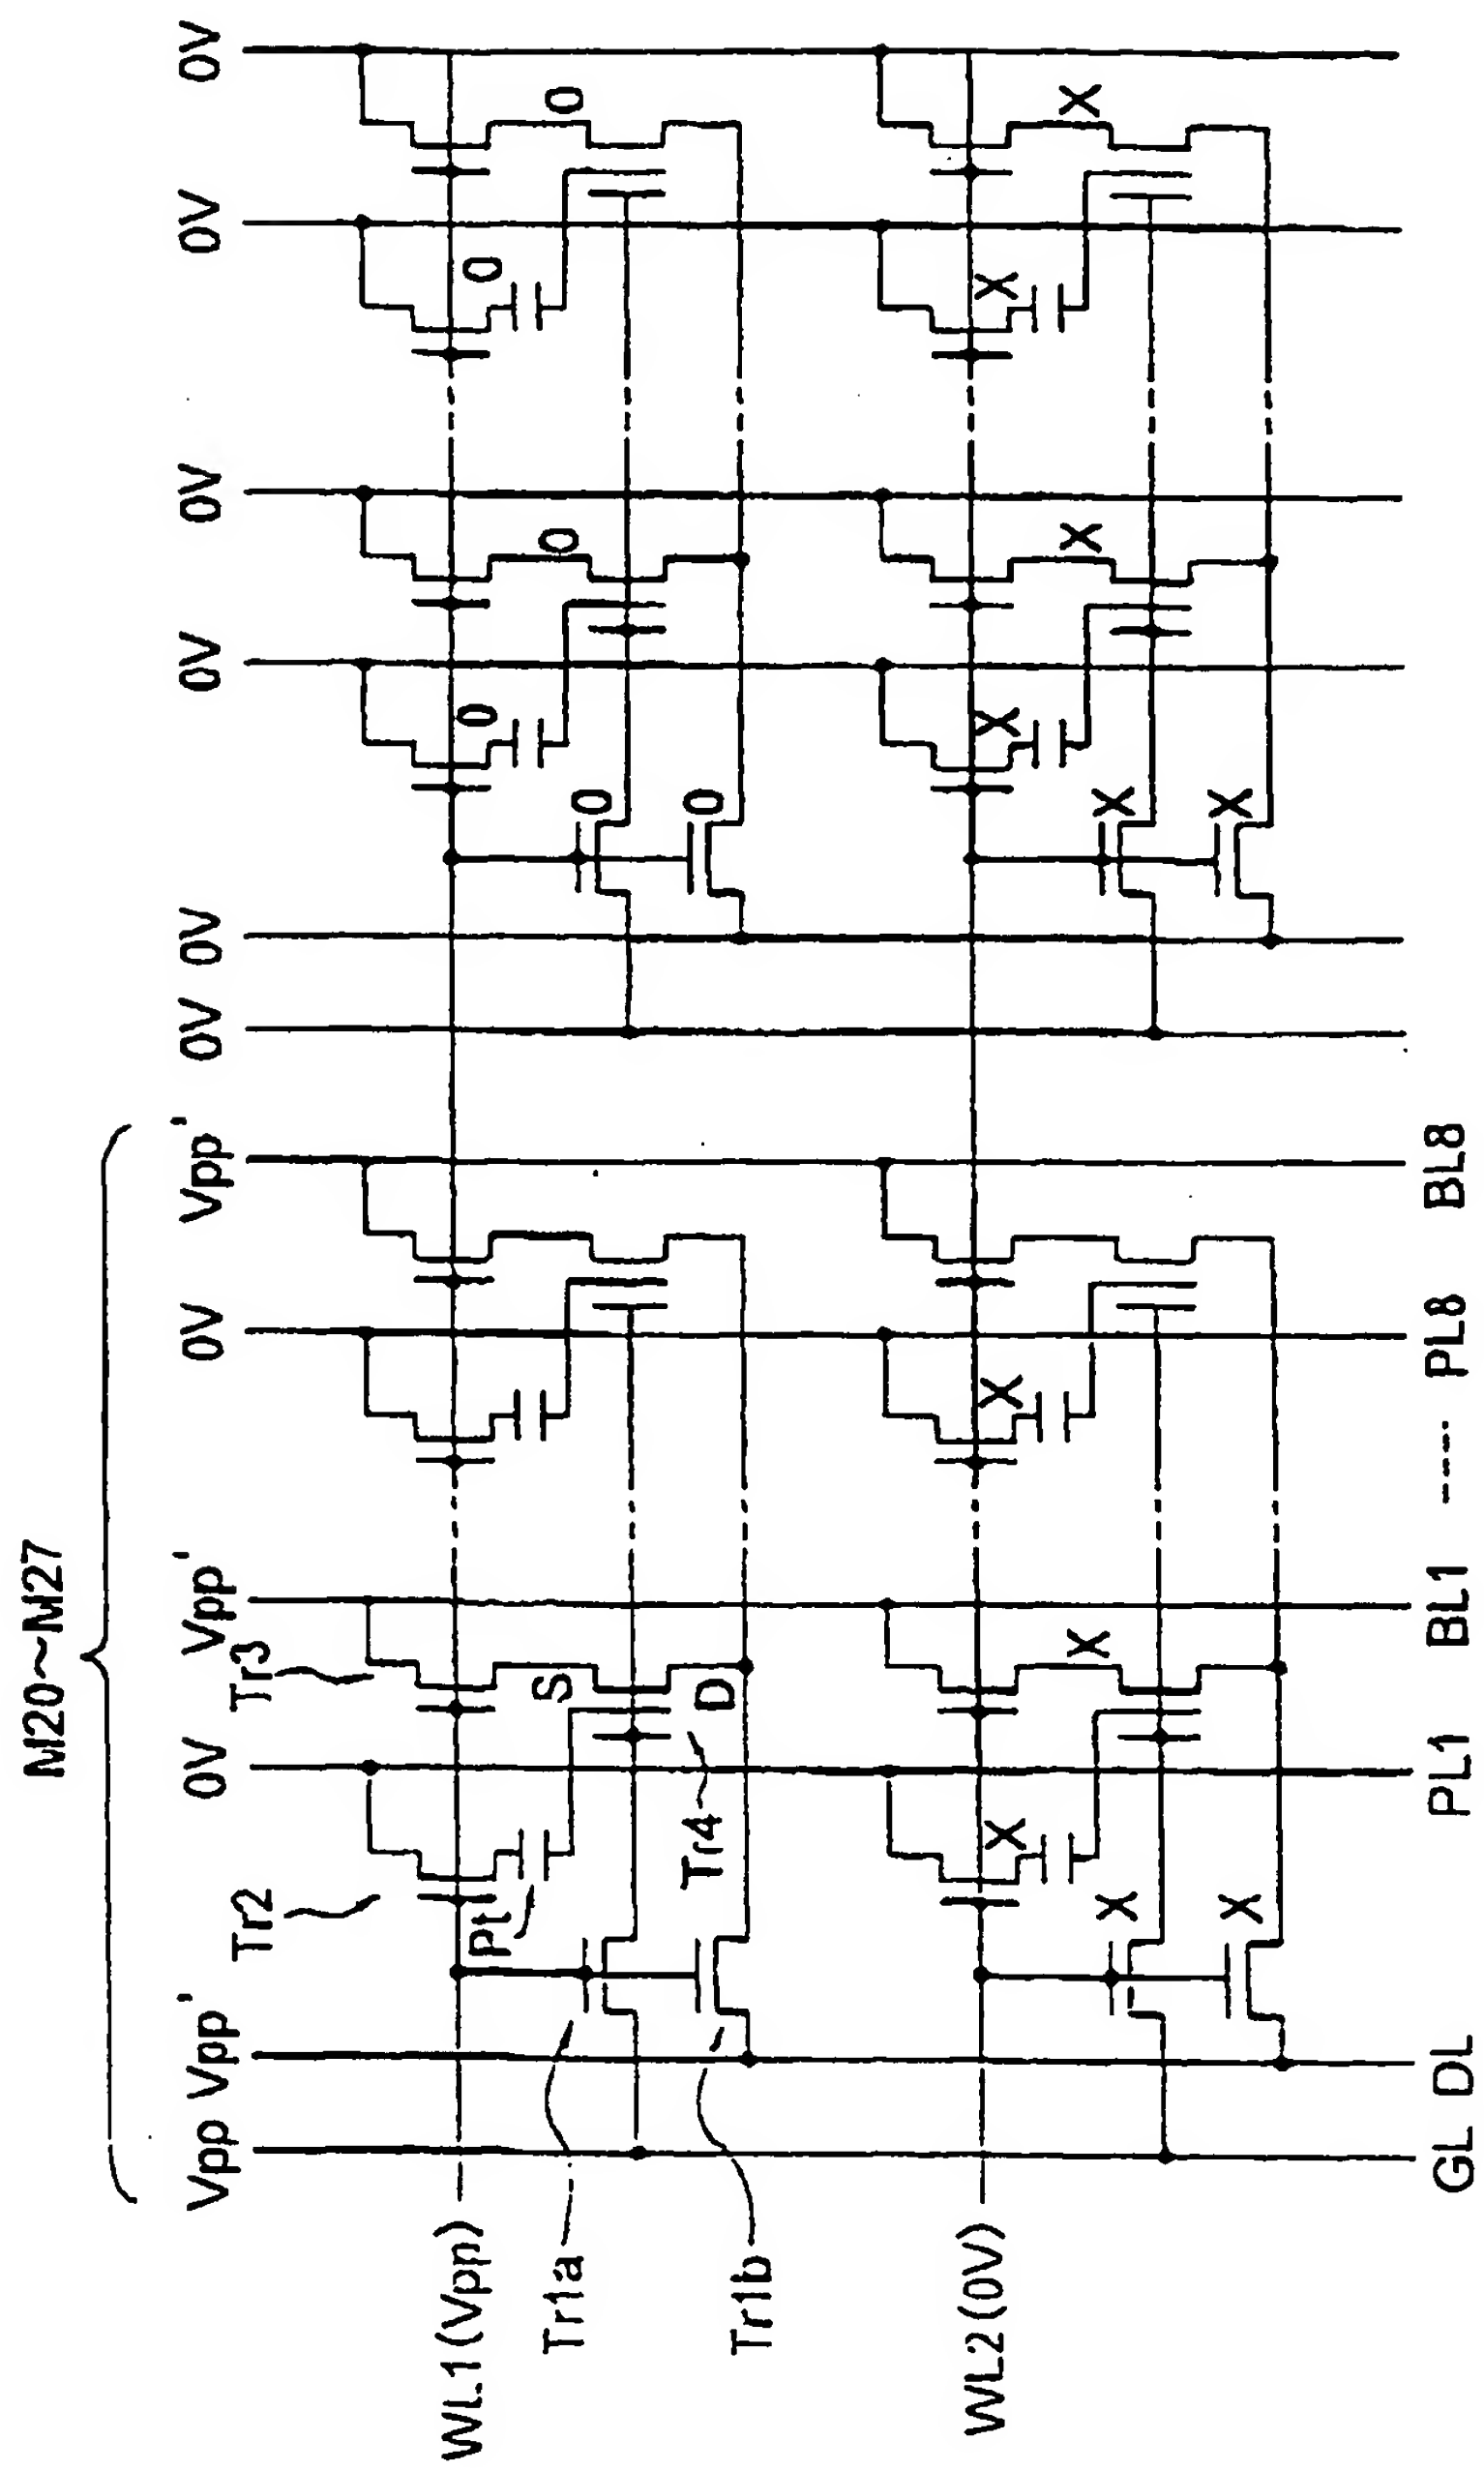 M20~M27
Vpp Vpp' 0V Vpp' 0V Vpp' 0V 0V 0V 0V 0V 0V
Tr2 Tr3
WL1(Vpp) Pt O O
S O O
Tr1a O
Tr4 D O
Tr1b
WL2(0V) X X X X
X X X
X X
X X
GL DL PL1 BL1 ---- PL8 BL8